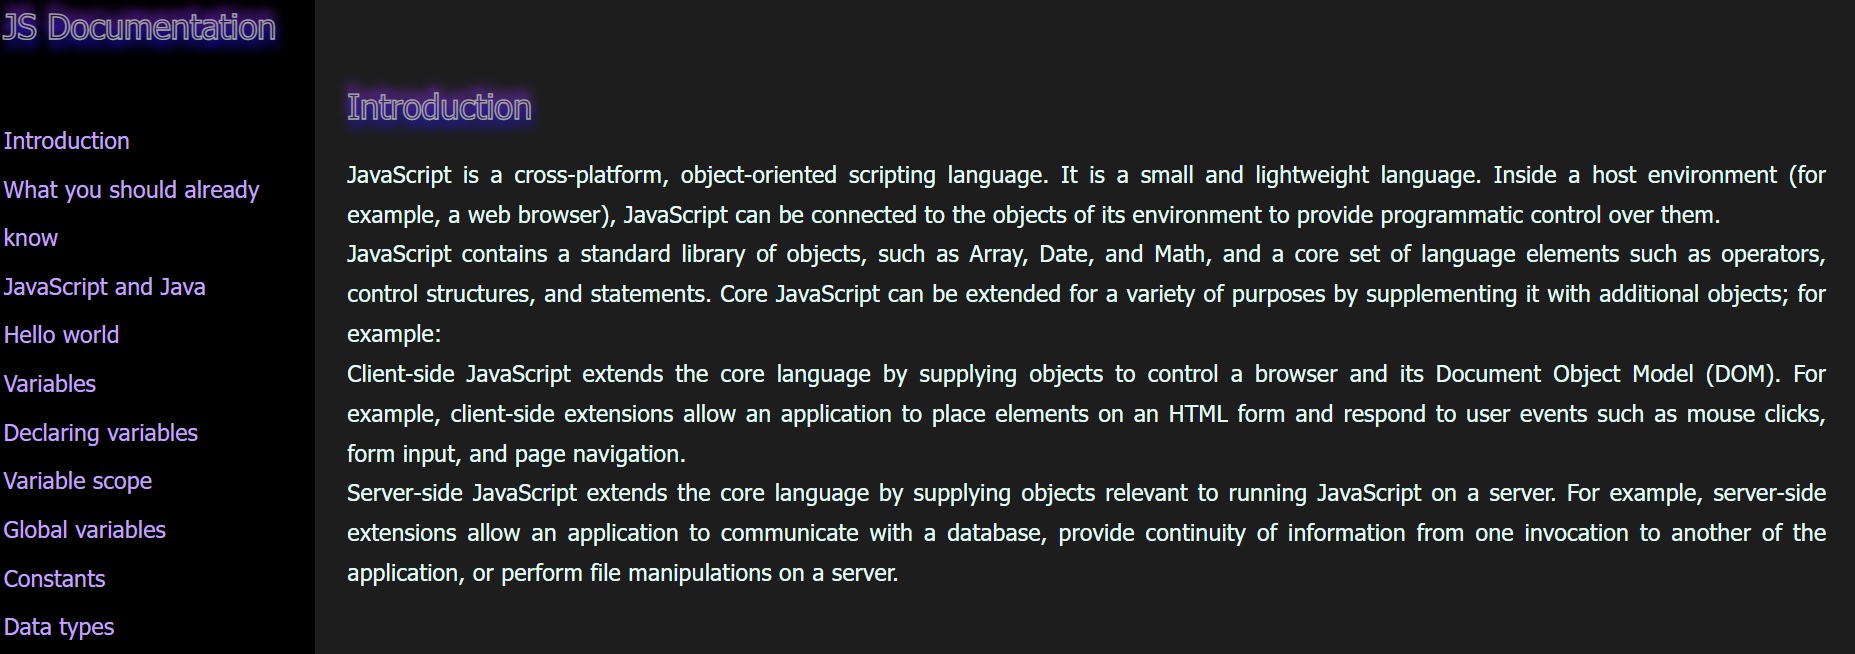 JS Documentation
Introduction
What you should already
know
JavaScript and Java
Hello world
Variables
Declaring variables
Variable scope
Global variables
Constants
Data types
Introduction
JavaScript is a cross-platform, object-oriented scripting language. It is a small and lightweight language. Inside a host environment (for
example, a web browser), JavaScript can be connected to the objects of its environment to provide programmatic control over them.
JavaScript contains a standard library of objects, such as Array, Date, and Math, and a core set of language elements such as operators,
control structures, and statements. Core JavaScript can be extended for a variety of purposes by supplementing it with additional objects; for
example:
Client-side JavaScript extends the core language by supplying objects to control a browser and its Document Object Model (DOM). For
example, client-side extensions allow an application to place elements on an HTML form and respond to user events such as mouse clicks,
form input, and page navigation.
Server-side JavaScript extends the core language by supplying objects relevant to running JavaScript on a server. For example, server-side
extensions allow an application to communicate with a database, provide continuity of information from one invocation to another of the
application, or perform file manipulations on a server.